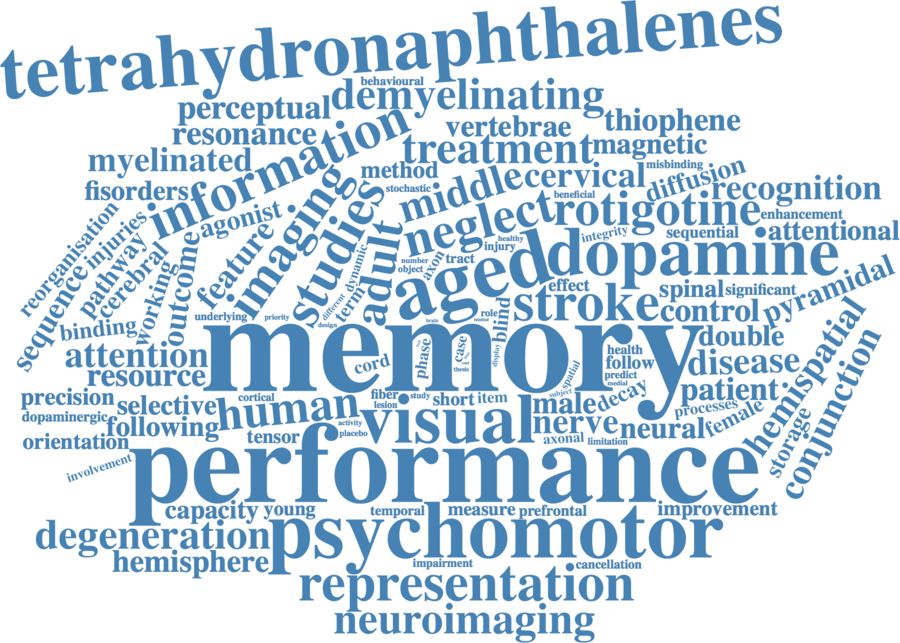 tetrahydronaphthalenes
behavioural
perceptual
demyelinating
resonance
information
vertebrae
thiophene
myelinated
treatment
magnetic
method
misbinding
fisorders
imaging
studies
stochastic
middle
cervical
beneficial
diffusion
recognition
reorganisation
injuries
agonist
neglect
rotigotine
enhancement
pathway
cerebral
feature
adult
healthy
injury
integrity
sequential
attentional
sequence
working
outcome
dynamic
number
object
axon
tract
aged
dopamine
term
different
effect
spinal
significant
pyramidal
underlying
priority
design
brain
motor
role
blind
stroke
control
binding
memory
double
attention
cord
phase
case
thesis
display
health
follow
predict
medial
disease
hemispatial
resource
spatial
subject
patient
conjunction
precision
cortical
fiber
lesion
study
short
item
male
decay
dopaminergic
selective
human
visual
processes
female
storage
following
activity
placebo
nerve
neural
orientation
tensor
axonal
limitation
involvement
performance
capacity
young
temporal
measure
prefrontal
improvement
degeneration
psychomotor
hemisphere
impairment
cancellation
representation
neuroimaging